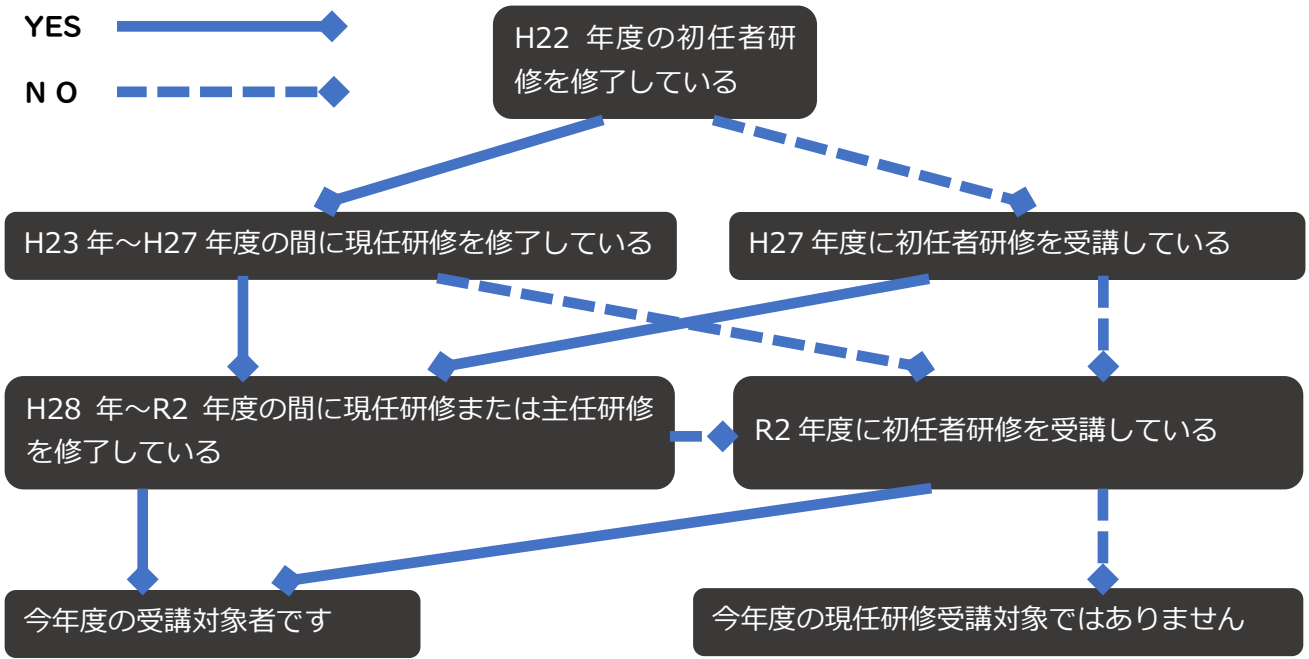 YES
N O
H22 年度の初任者研
修を修了している
H23 年～H27 年度の間に現任研修を修了している
H27 年度に初任者研修を受講している
H28 年～R2 年度の間に現任研修または主任研修
を修了している
R2 年度に初任者研修を受講している
今年度の受講対象者です
今年度の現任研修受講対象ではありません